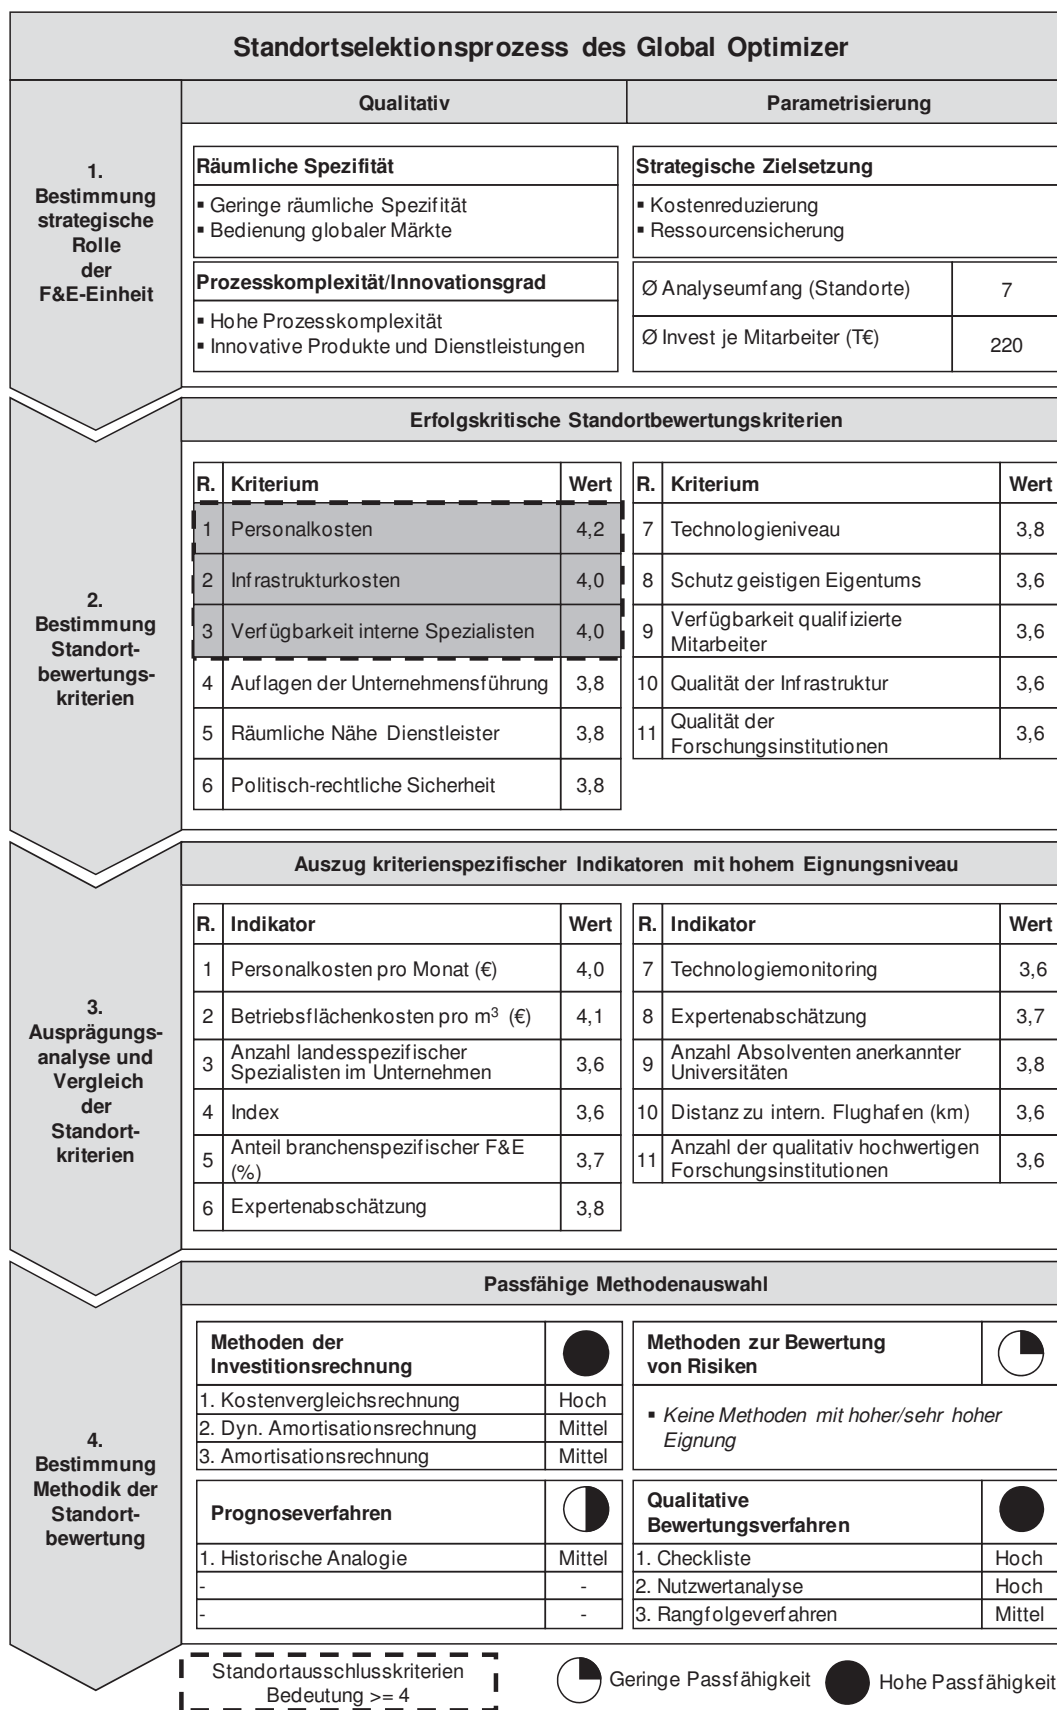 Standortselektionsprozess des Global Optimizer
Qualitativ
Parametrisierung
1.
Bestimmung
strategische
Rolle
der
F&E-Einheit
Räumliche Spezifität
▪ Geringe räumliche Spezifität
▪ Bedienung globaler Märkte
Prozesskomplexität/Innovationsgrad
▪ Hohe Prozesskomplexität
▪ Innovative Produkte und Dienstleistungen
Strategische Zielsetzung
▪ Kostenreduzierung
▪ Ressourcensicherung
Ø Analyseumfang (Standorte) 7
Ø Invest je Mitarbeiter (T€) 220
2.
Bestimmung
Standort-
bewertungs-
kriterien
Erfolgskritische Standortbewertungskriterien
R. Kriterium Wert
1 Personalkosten 4,2
2 Infrastrukturkosten 4,0
3 Verfügbarkeit interne Spezialisten 4,0
4 Auflagen der Unternehmensführung 3,8
5 Räumliche Nähe Dienstleister 3,8
6 Politisch-rechtliche Sicherheit 3,8
R. Kriterium Wert
7 Technologieniveau 3,8
8 Schutz geistigen Eigentums 3,6
9 Verfügbarkeit qualifizierte
Mitarbeiter 3,6
10 Qualität der Infrastruktur 3,6
11 Qualität der
Forschungsinstitutionen 3,6
3.
Ausprägungs-
analyse und
Vergleich
der
Standort-
kriterien
Auszug kriterienspezifischer Indikatoren mit hohem Eignungsniveau
R. Indikator Wert
1 Personalkosten pro Monat (€) 4,0
2 Betriebsflächenkosten pro m³ (€) 4,1
3 Anzahl landesspezifischer
Spezialisten im Unternehmen 3,6
4 Index 3,6
5 Anteil branchenspezifischer F&E
(%) 3,7
6 Expertenabschätzung 3,8
R. Indikator Wert
7 Technologiemonitoring 3,6
8 Expertenabschätzung 3,7
9 Anzahl Absolventen anerkannter
Universitäten 3,8
10 Distanz zu intern. Flughafen (km) 3,6
11 Anzahl der qualitativ hochwertigen
Forschungsinstitutionen 3,6
4.
Bestimmung
Methodik der
Standort-
bewertung
Passfähige Methodenauswahl
Methoden der
Investitionsrechnung
1. Kostenvergleichsrechnung Hoch
2. Dyn. Amortisationsrechnung Mittel
3. Amortisationsrechnung Mittel
Methoden zur Bewertung
von Risiken
▪ Keine Methoden mit hoher/sehr hoher
Eignung
Prognoseverfahren
1. Historische Analogie Mittel
- -
- -
Qualitative
Bewertungsverfahren
1. Checkliste Hoch
2. Nutzwertanalyse Hoch
3. Rangfolgeverfahren Mittel
Standortausschlusskriterien
Bedeutung >= 4
Geringe Passfähigkeit
Hohe Passfähigkeit